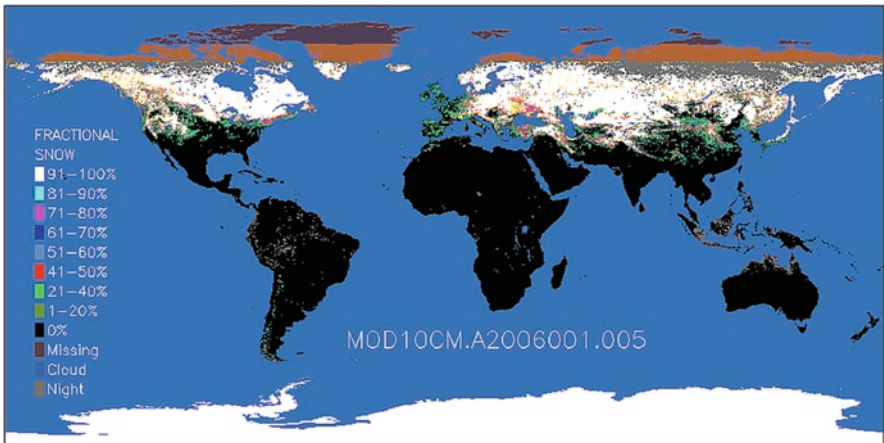 FRACTIONAL
SNOW
91-100%
81-90%
71-80%
61-70%
51-60%
41-50%
21-40%
1-20%
0%
Missing
Cloud
Night
MOD10CM.A2006001.005